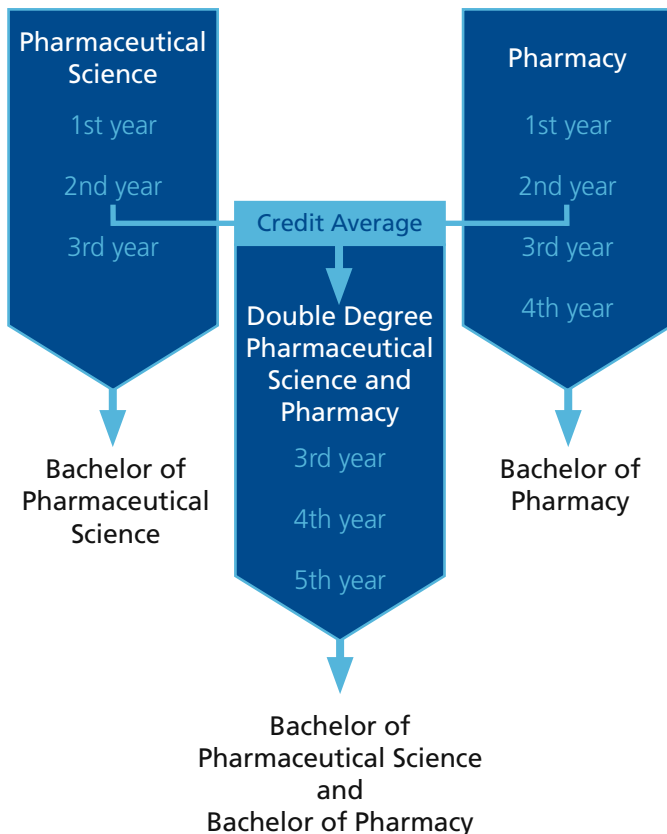 Pharmaceutical
Science
1st year
2nd year
3rd year
Bachelor of
Pharmaceutical
Science
Credit Average
Double Degree
Pharmaceutical
Science and
Pharmacy
3rd year
4th year
5th year
Bachelor of
Pharmaceutical Science
and
Bachelor of Pharmacy
Pharmacy
1st year
2nd year
3rd year
4th year
Bachelor of
Pharmacy